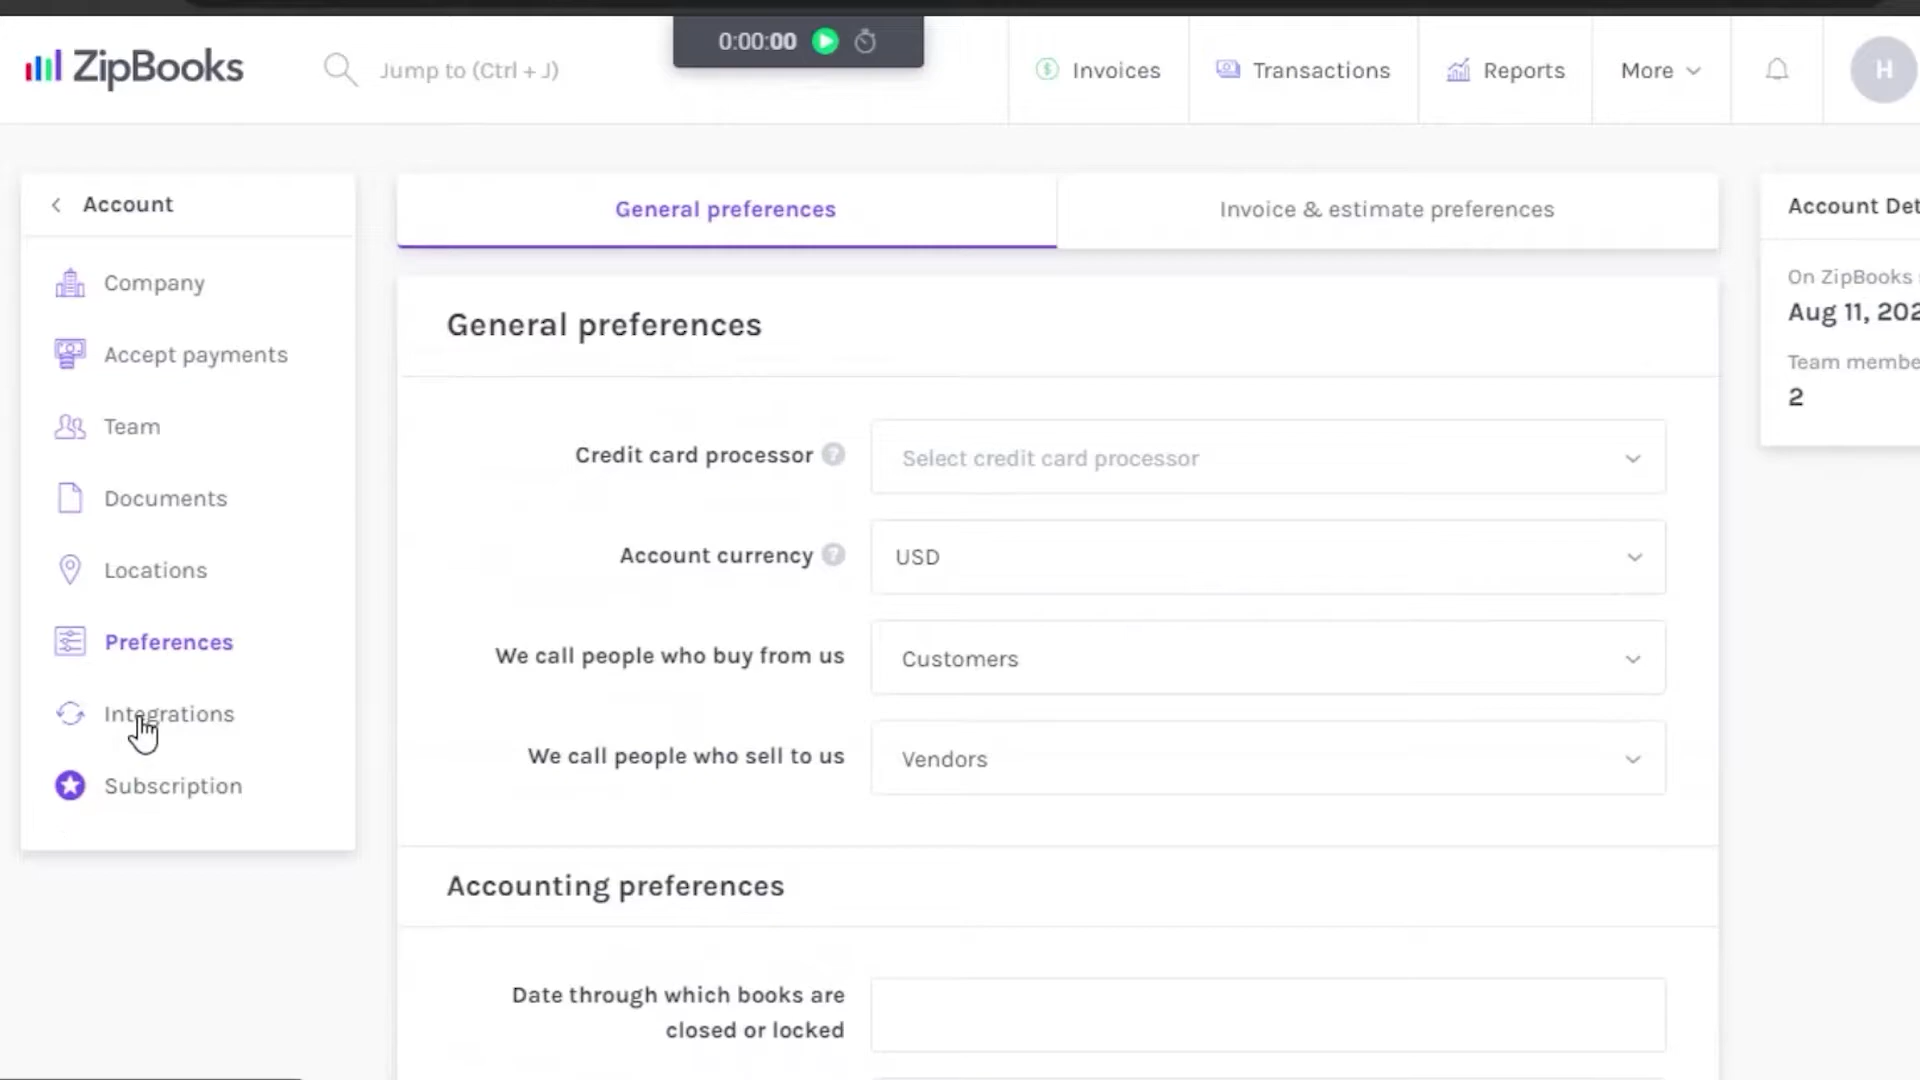 ZipBooks
Jump to (Ctrl + J)
0:00:00
Invoices
Transactions
Reports
More
H
Account
Company
Accept payments
Team
Documents
Locations
Preferences
Integrations
Subscription
General preferences
Invoice & estimate preferences
General preferences
Credit card processor ?
Select credit card processor
Account currency ?
USD
We call people who buy from us
Customers
We call people who sell to us
Vendors
Accounting preferences
Date through which books are
closed or locked
Account Det
On ZipBooks
Aug 11, 202
Team membe
2